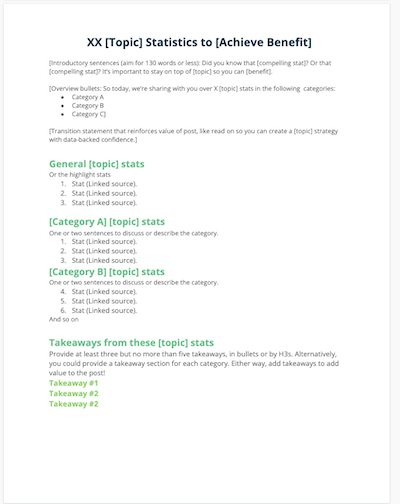 XX [Topic] Statistics to [Achieve Benefit]
[Introductory sentences (aim for 130 words or less): Did you know that [compelling stat]? Or that
[compelling stat]? It's important to stay on top of [topic] so you can [benefit].
[Overview bullets: So today, we're sharing with you over X [topic] stats in the following  categories:
• Category A
• Category B
• Category C]
[Transition statement that reinforces value of post, like read on so you can create a [topic] strategy
with data-backed confidence.]
General [topic] stats
Or the highlight stats
1. Stat (Linked source).
2. Stat (Linked source).
3. Stat (Linked source).
[Category A] [topic] stats
One or two sentences to discuss or describe the category.
1. Stat (Linked source).
2. Stat (Linked source).
3. Stat (Linked source).
[Category B] [topic] stats
One or two sentences to discuss or describe the category.
4. Stat (Linked source).
5. Stat (Linked source).
6. Stat (Linked source).
And so on
Takeaways from these [topic] stats
Provide at least three but no more than five takeaways, in bullets or by H3s. Alternatively,
you could provide a takeaway section for each category. Either way, add takeaways to add
value to the post!
Takeaway #1
Takeaway #2
Takeaway #2